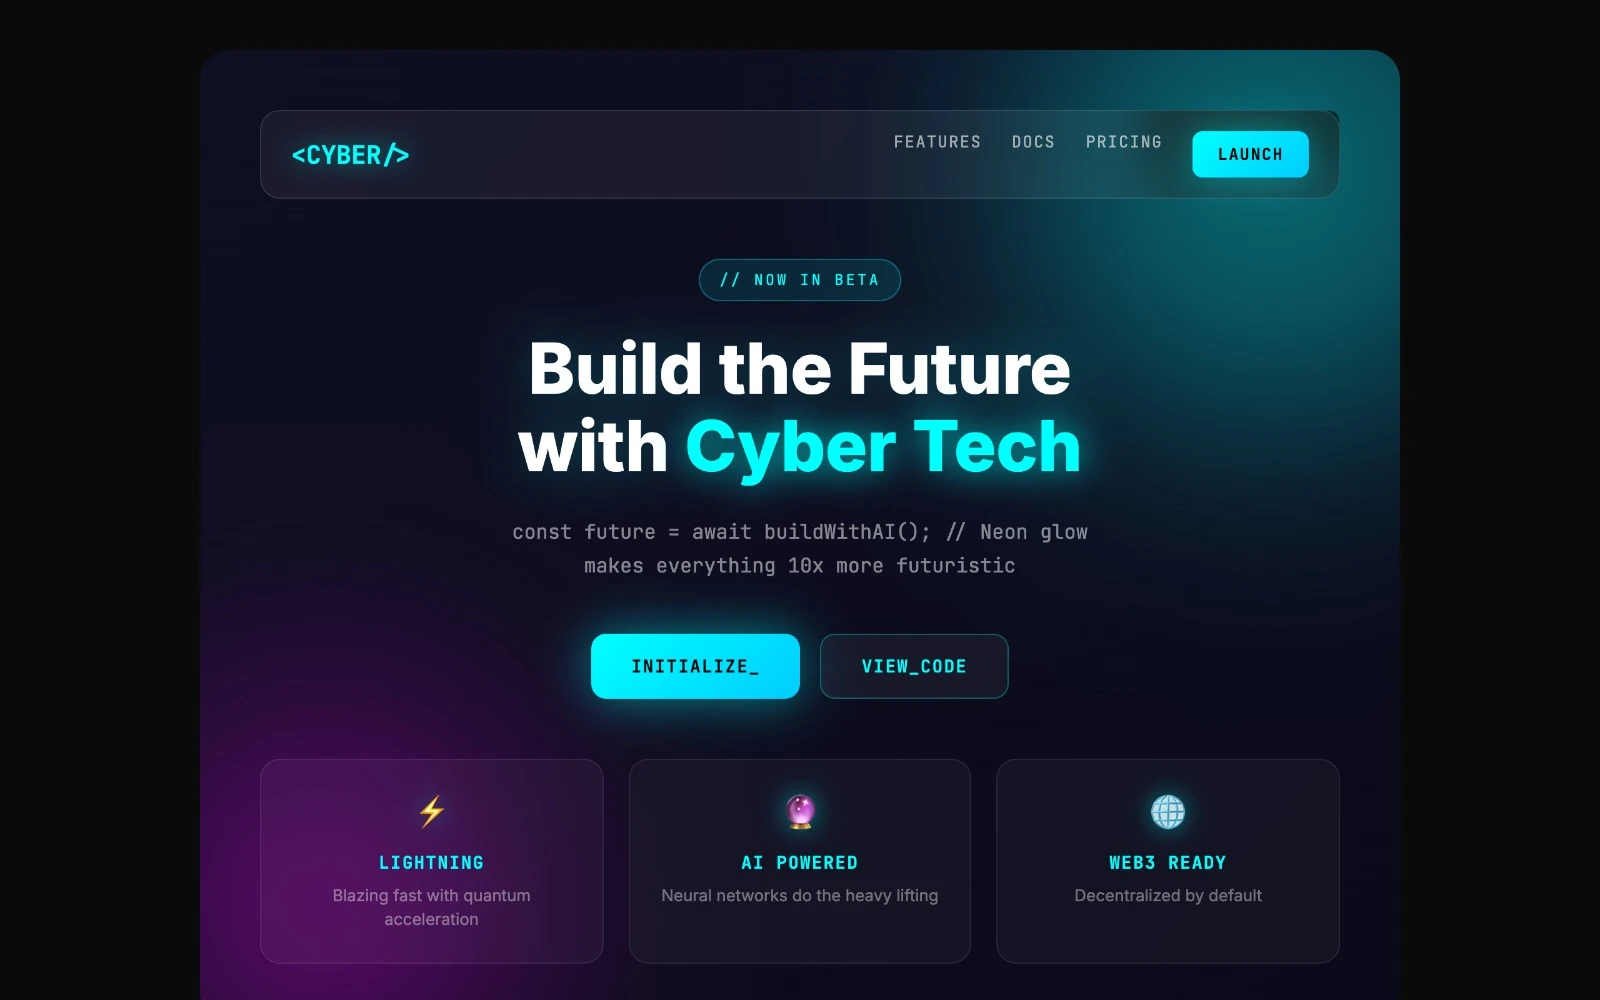 <CYBER/>
FEATURES
DOCS
PRICING
LAUNCH
// NOW IN BETA
Build the Future
with Cyber Tech
const future = await buildWithAI(); // Neon glow
makes everything 10x more futuristic
INITIALIZE_
VIEW_CODE
LIGHTNING
Blazing fast with quantum
acceleration
AI POWERED
Neural networks do the heavy lifting
WEB3 READY
Decentralized by default